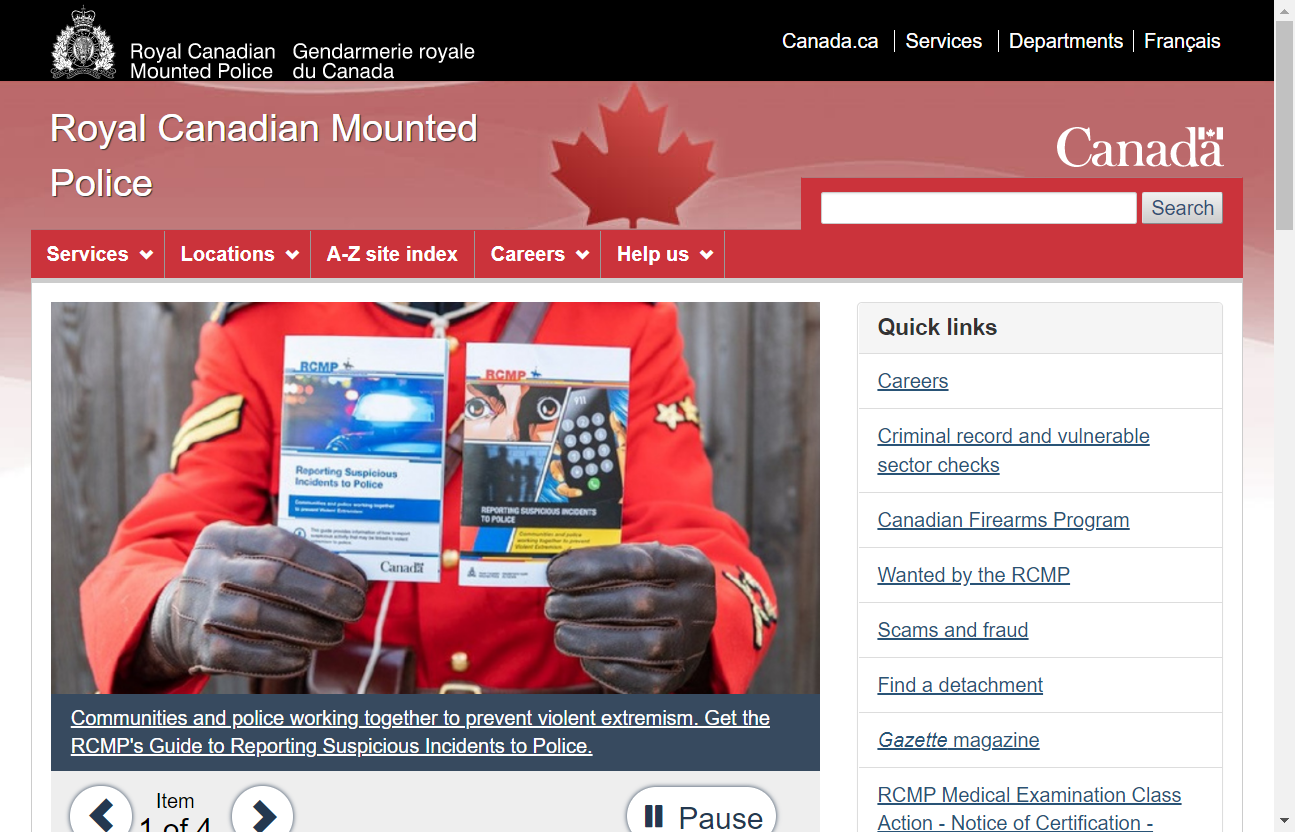 Royal Canadian Gendarmerie royale
Mounted Police du Canada
Canada.ca
Services
Departments
Français
Royal Canadian Mounted
Police
Canada
Search
Services
Locations
A-Z site index
Careers
Help us
RCMP
Reporting Suspicious
Incidents to Police
Communities and police working together
to prevent Violent Extremism
Canada
RCMP
911
REPORTING SUSPICIOUS INCIDENTS
TO POLICE
Communities and police
working together to prevent
Violent Extremism
Communities and police working together to prevent violent extremism. Get the
RCMP's Guide to Reporting Suspicious Incidents to Police.
Item
1 of 4
Pause
Quick links
Careers
Criminal record and vulnerable
sector checks
Canadian Firearms Program
Wanted by the RCMP
Scams and fraud
Find a detachment
Gazette magazine
RCMP Medical Examination Class
Action - Notice of Certification -